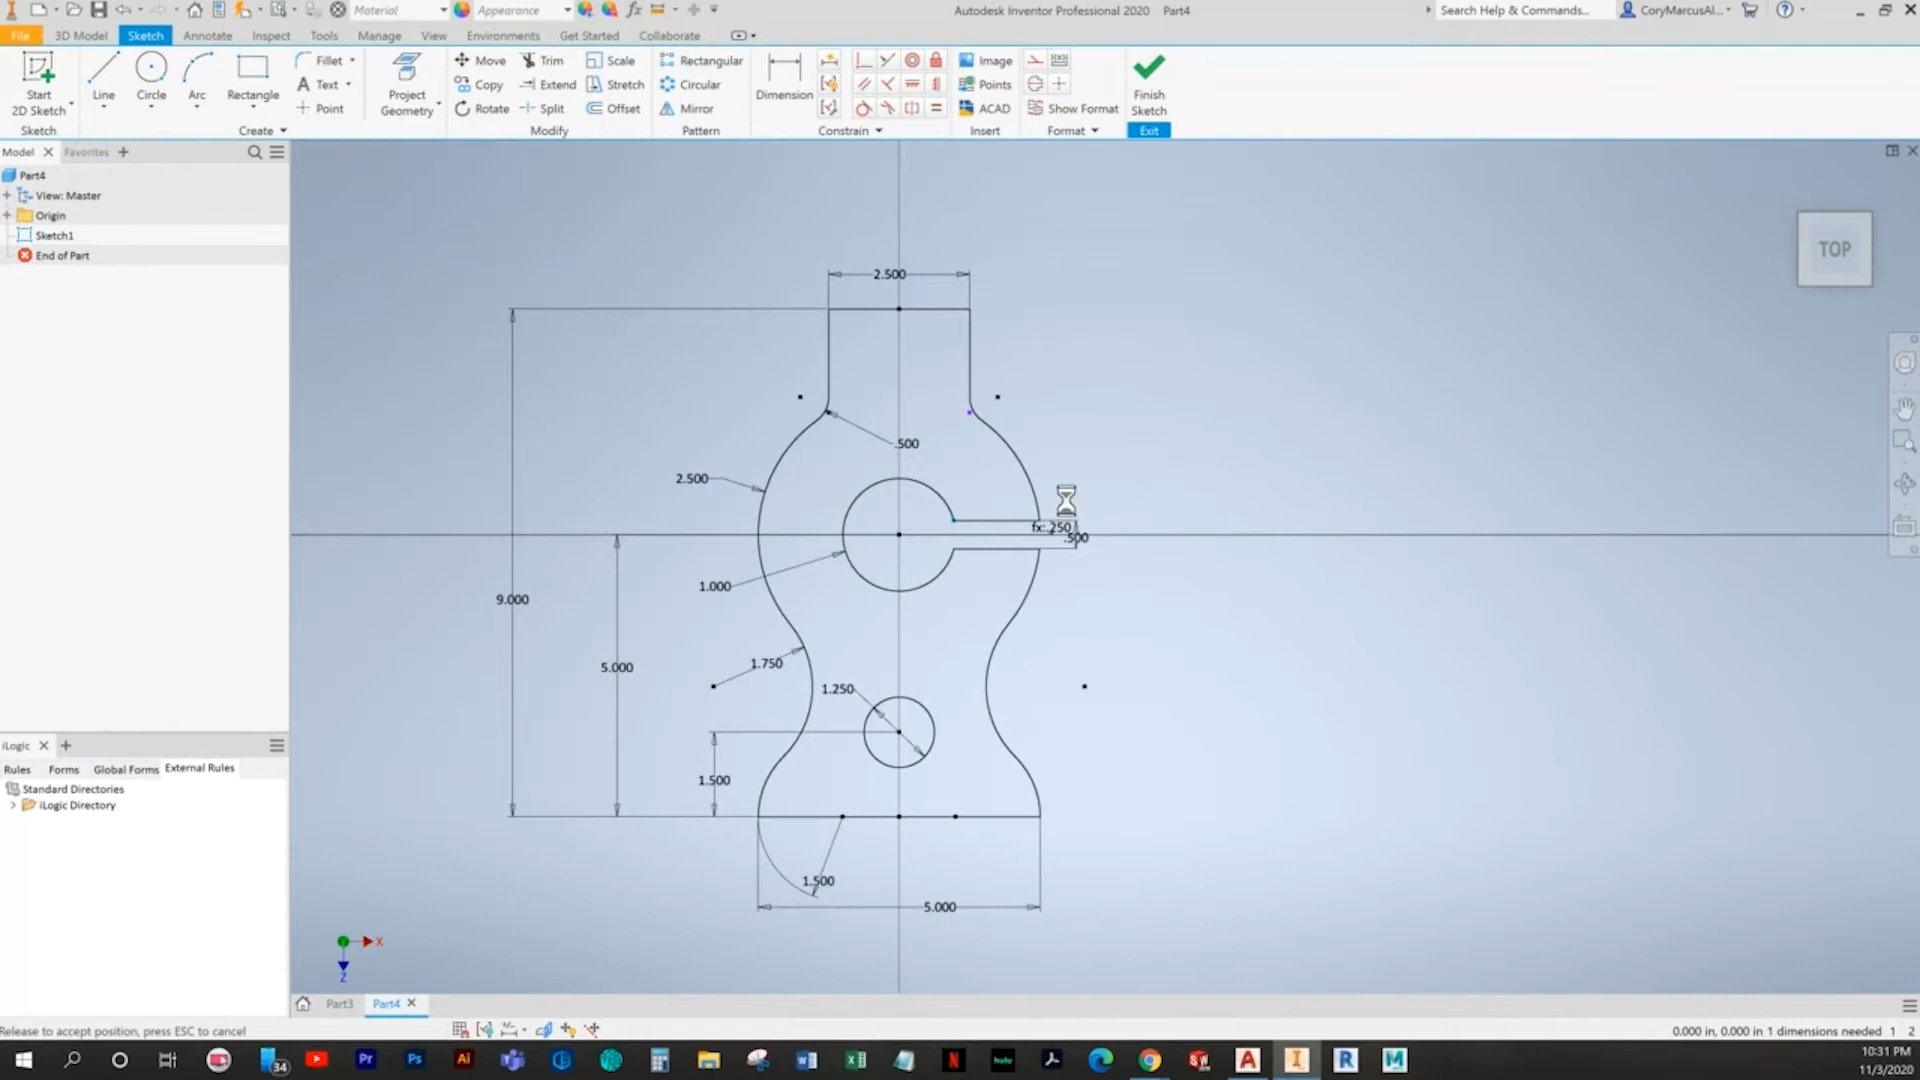 Material
Appearance
Autodesk Inventor Professional 2020 Part4
Search Help & Commands...
CoryMarcusAl...
File 3D Model Sketch Annotate Inspect Tools Manage View Environments Get Started Collaborate
Start 2D Sketch
Line
Circle
Arc
Rectangle
Fillet
Text
Point
Project Geometry
Move
Copy
Rotate
Trim
Extend
Split
Scale
Stretch
Offset
Rectangular
Circular
Mirror
Dimension
Image
Points
ACAD
Show Format
Finish Sketch
Sketch
Create
Modify
Pattern
Constrain
Insert
Format
Exit
Model
Favorites
Part4
View: Master
Origin
Sketch1
End of Part
TOP
2.500
.500
2.500
fx:.250
.500
1.000
9.000
5.000
1.750
1.250
1.500
1.500
5.000
X
Z
iLogic
Rules Forms Global Forms External Rules
Standard Directories
iLogic Directory
Part3
Part4
Release to accept position, press ESC to cancel
0.000 in, 0.000 in 1 dimensions needed 1 2
34
Pr
Ps
Ai
hulu
10:31 PM
11/3/2020